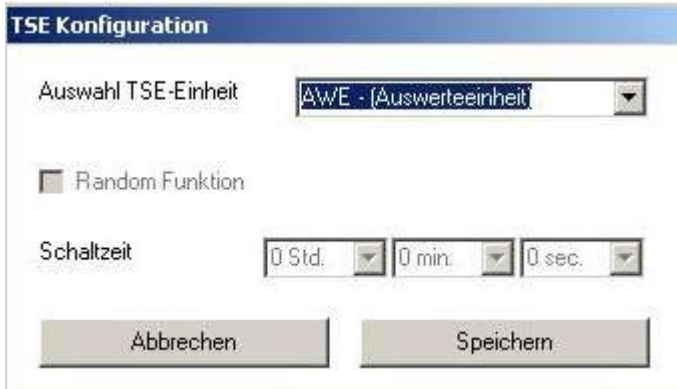 TSE Konfiguration
Auswahl TSE-Einheit AWE - (Auswerteeinheit)
Random Funktion
Schaltzeit 0 Std. 0 min. 0 sec.
Abbrechen Speichern